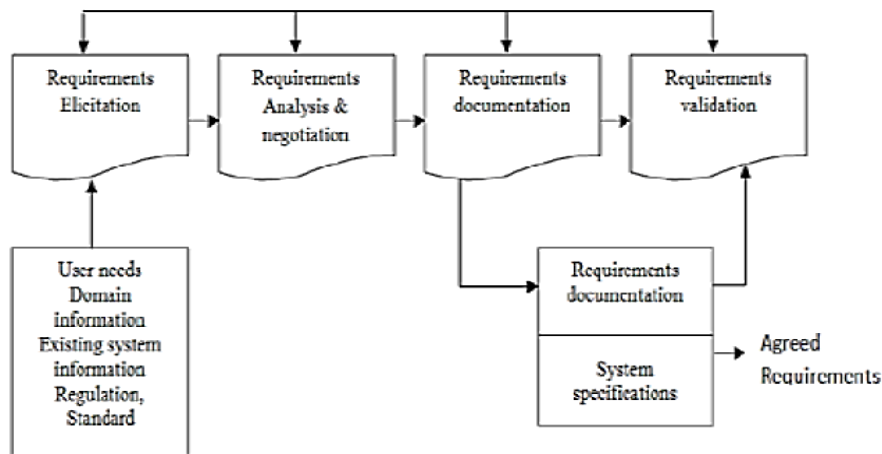 Requirements
Elicitation
Requirements
Analysis &
negotiation
Requirements
documentation
Requirements
validation
User needs
Domain
information
Existing system
information
Regulation,
Standard
Requirements
documentation
System
specifications
Agreed
Requirements